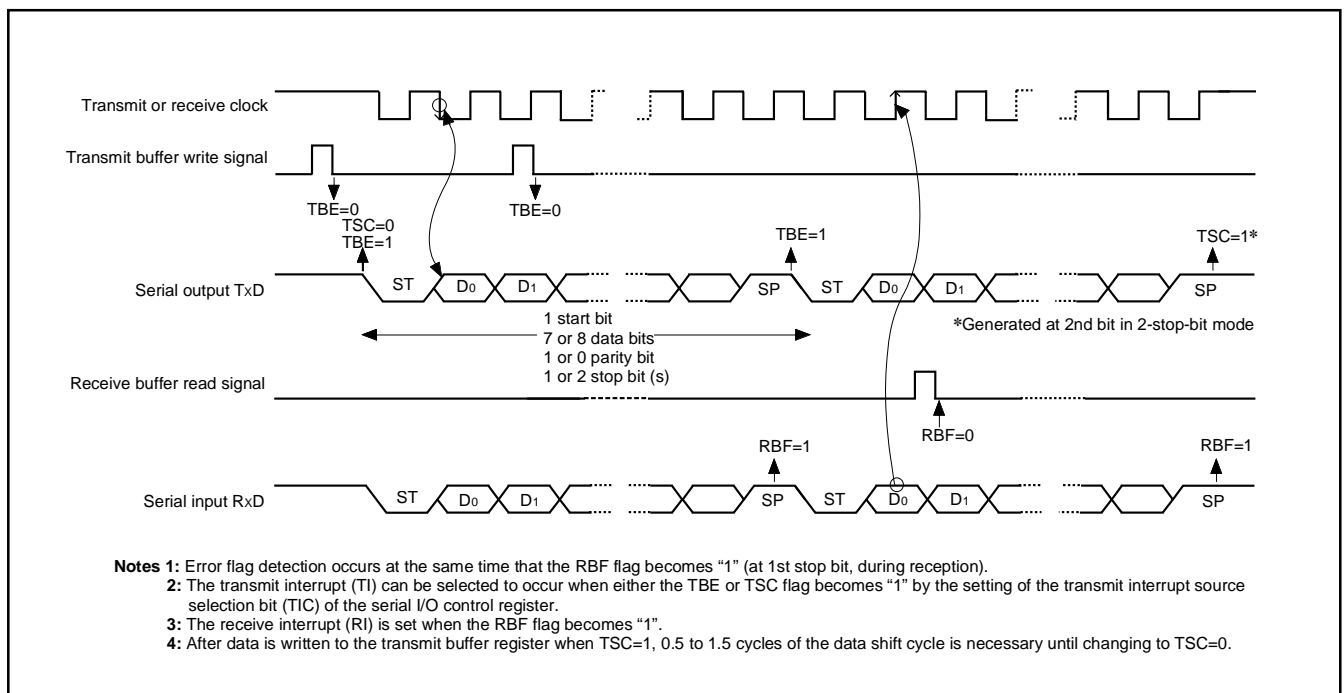 Transmit or receive clock
Transmit buffer write signal
TBE=0
TSC=0
TBE=1
TBE=0
TBE=1
TSC=1*
Serial output TxD
ST
D0
D1
SP
ST
D0
D1
SP
1 start bit
7 or 8 data bits
1 or 0 parity bit
1 or 2 stop bit (s)
*Generated at 2nd bit in 2-stop-bit mode
Receive buffer read signal
RBF=0
RBF=1
RBF=1
Serial input RxD
ST
D0
D1
SP
ST
D0
D1
SP
Notes 1: Error flag detection occurs at the same time that the RBF flag becomes “1” (at 1st stop bit, during reception).
2: The transmit interrupt (TI) can be selected to occur when either the TBE or TSC flag becomes “1” by the setting of the transmit interrupt source
selection bit (TIC) of the serial I/O control register.
3: The receive interrupt (RI) is set when the RBF flag becomes “1”.
4: After data is written to the transmit buffer register when TSC=1, 0.5 to 1.5 cycles of the data shift cycle is necessary until changing to TSC=0.